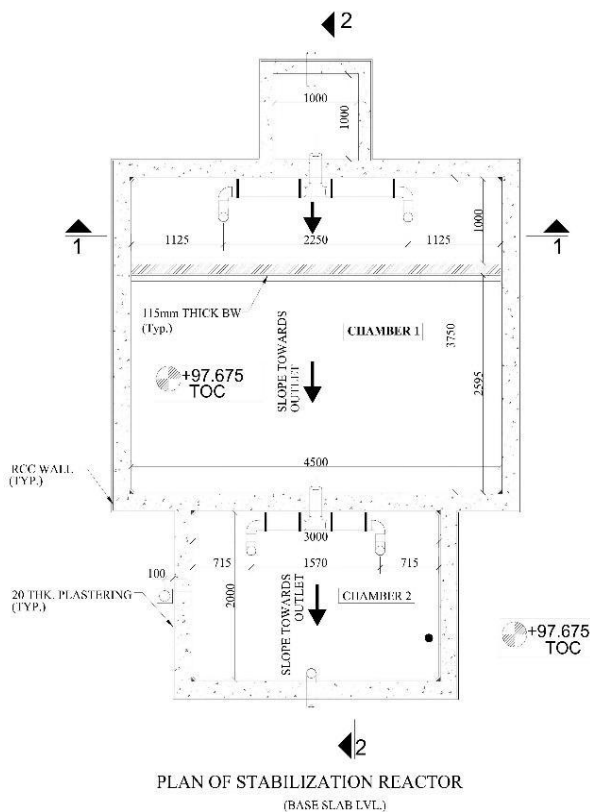 2
1000
1000
1125
2250
1125
1000
1
1
115mm THICK BW
(Typ.)
CHAMBER 1
3750
2595
SLOPE TOWARDS
OUTLET
+97.675
TOC
4500
RCC WALL
(TYP.)
3000
715
1570
715
100
2000
20 THK. PLASTERING
(TYP.)
SLOPE TOWARDS
OUTLET
CHAMBER 2
+97.675
TOC
2
PLAN OF STABILIZATION REACTOR
(BASE SLAB LVL.)